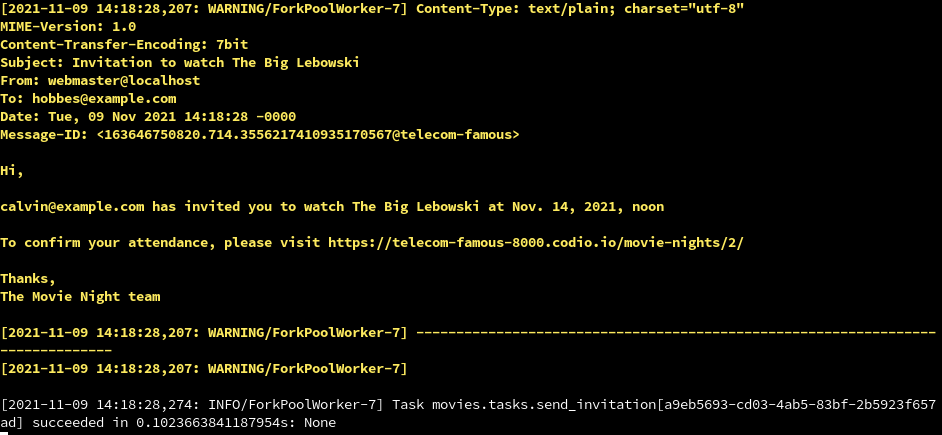 [2021-11-09 14:18:28,207: WARNING/ForkPoolWorker-7] Content-Type: text/plain; charset="utf-8"
MIME-Version: 1.0
Content-Transfer-Encoding: 7bit
Subject: Invitation to watch The Big Lebowski
From: webmaster@localhost
To: hobbes@example.com
Date: Tue, 09 Nov 2021 14:18:28 -0000
Message-ID: <163646750820.714.3556217410935170567@telecom-famous>
Hi,
calvin@example.com has invited you to watch The Big Lebowski at Nov. 14, 2021, noon
To confirm your attendance, please visit https://telecom-famous-8000.codio.io/movie-nights/2/
Thanks,
The Movie Night team
[2021-11-09 14:18:28,207: WARNING/ForkPoolWorker-7] -----------------------------------------------------------------
--------------
[2021-11-09 14:18:28,207: WARNING/ForkPoolWorker-7]
[2021-11-09 14:18:28,274: INFO/ForkPoolWorker-7] Task movies.tasks.send_invitation[a9eb5693-cd03-4ab5-83bf-2b5923f657
ad] succeeded in 0.1023663841187954s: None